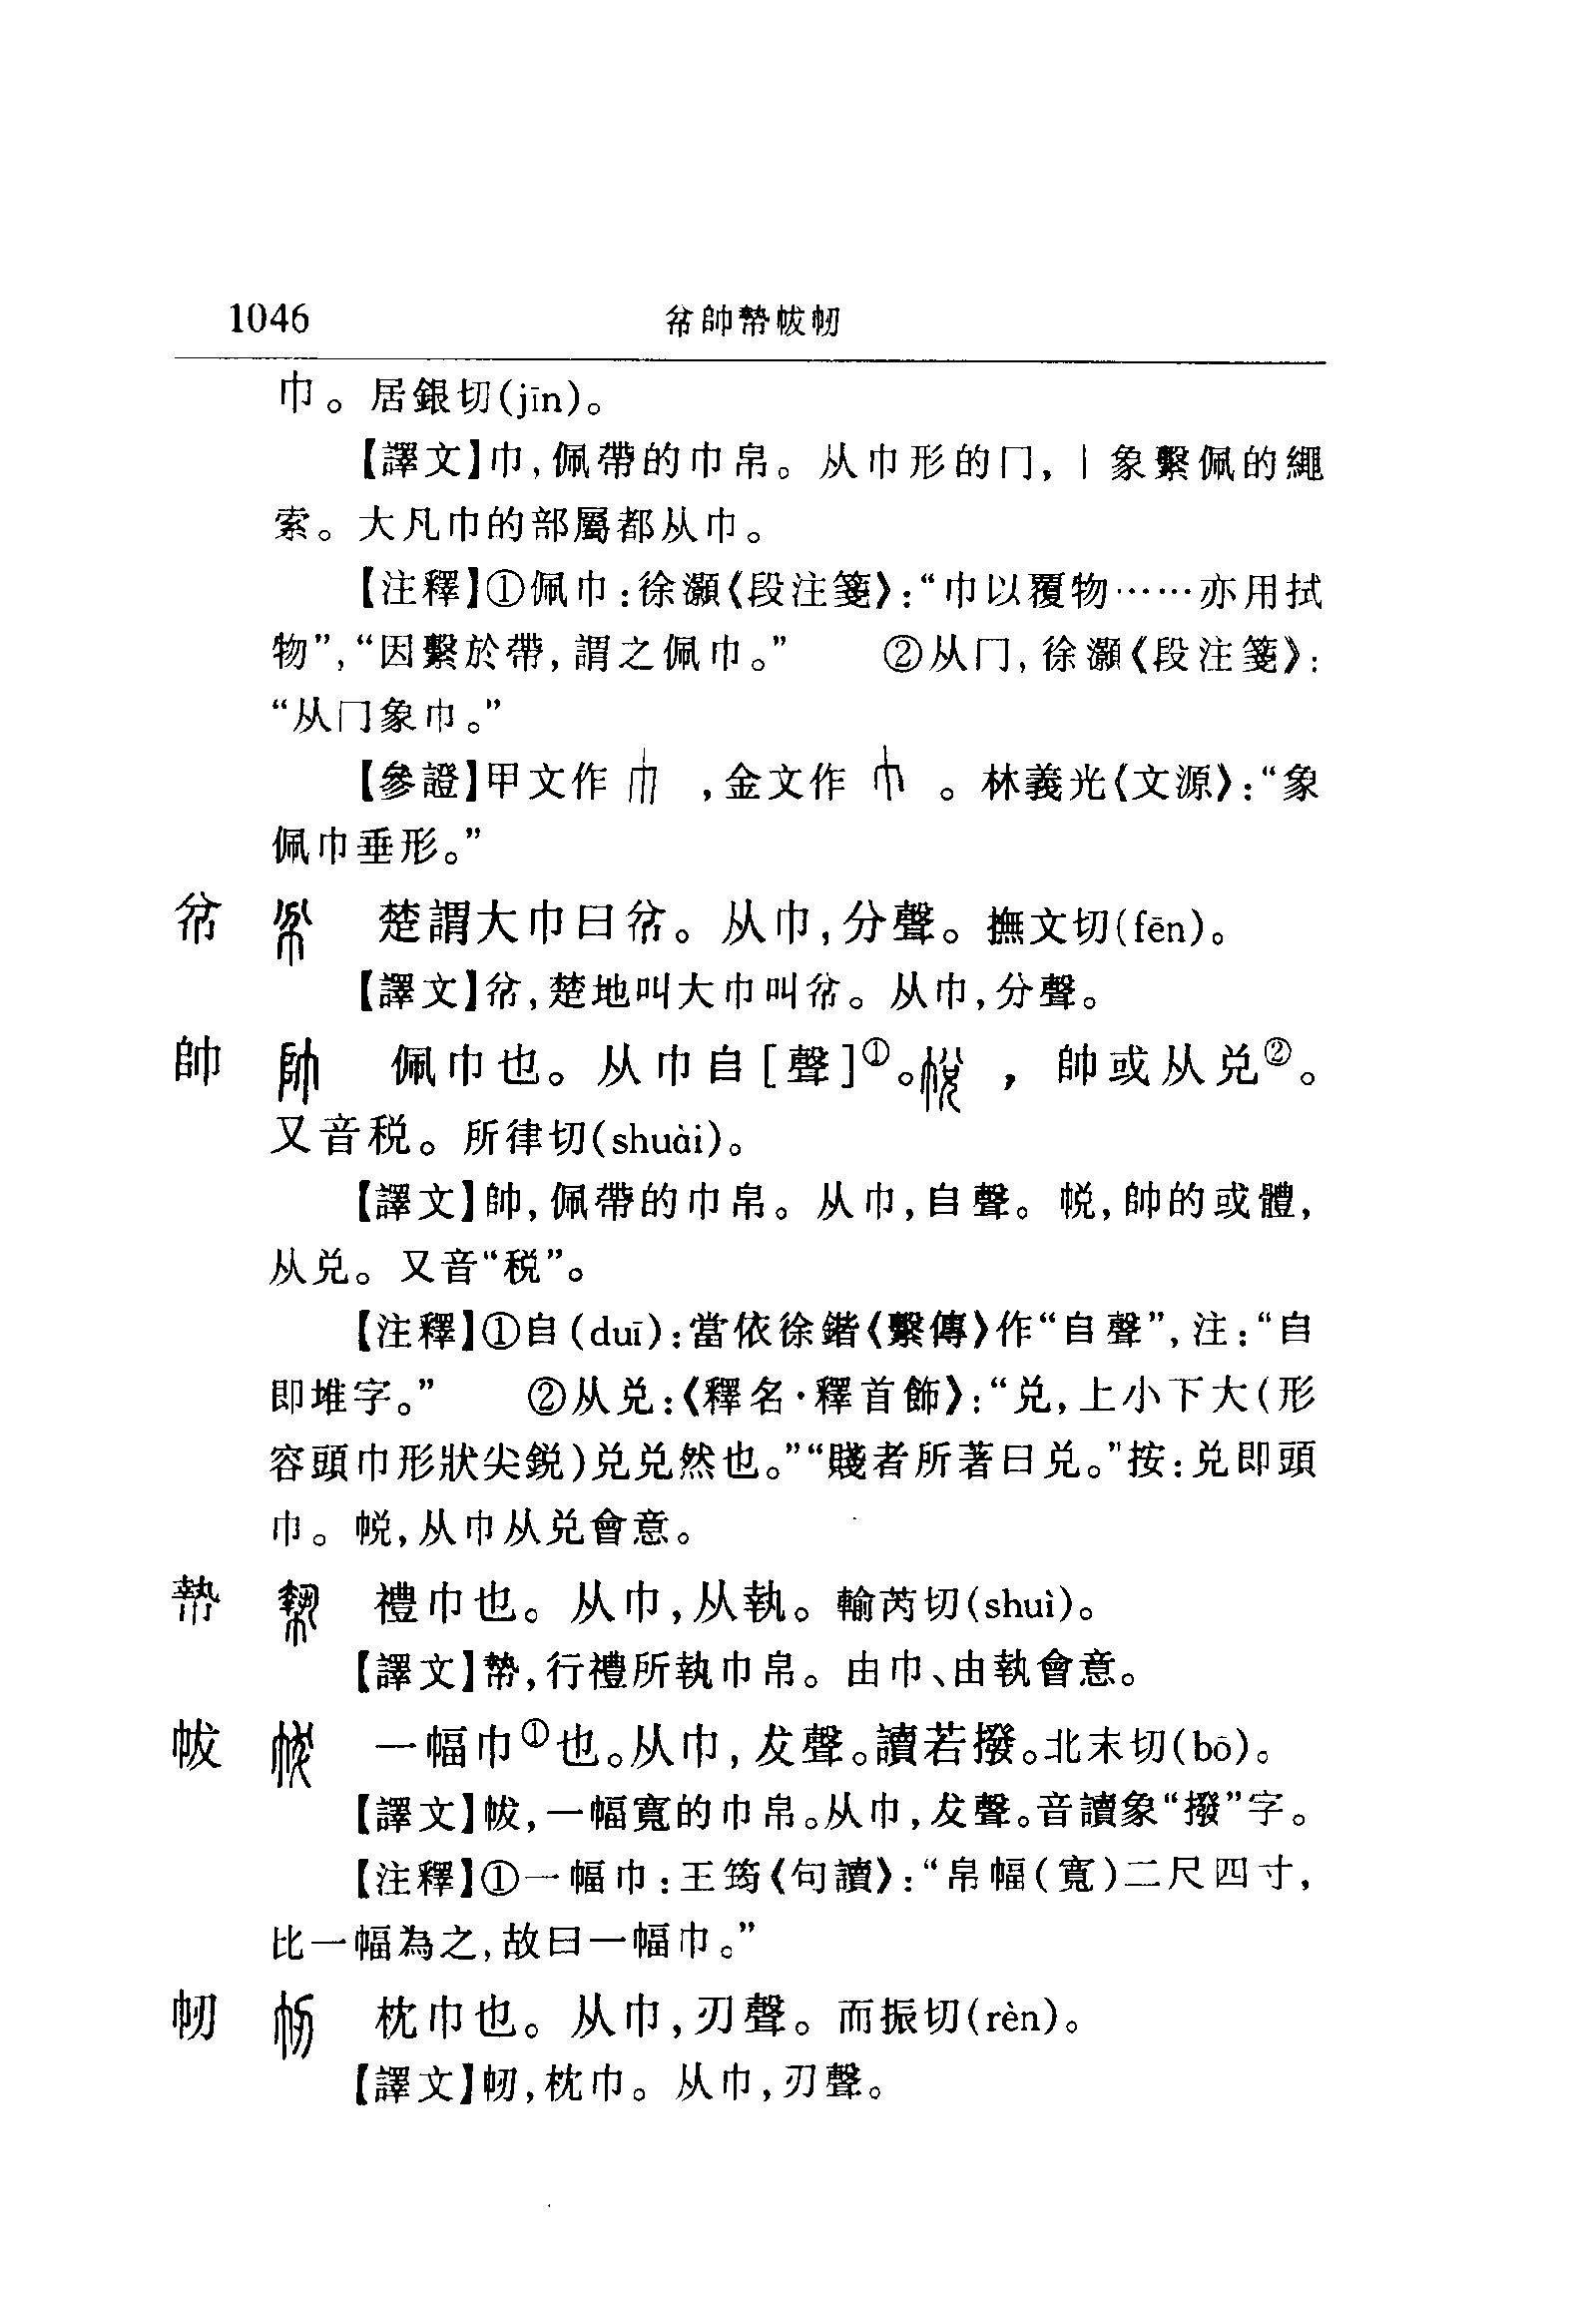 1046 帉帥㡇帗㠴
巾。居銀切(jīn)。
【譯文】巾,佩帶的巾帛。从巾形的冂,丨象繫佩的繩
索。大凡巾的部屬都从巾。
【注釋】①佩巾:徐灝《段注箋》:“巾以覆物……亦用拭
物”,“因繫於帶,謂之佩巾。” ②从冂,徐灝《段注箋》:
“从冂象巾。”
【參證】甲文作 ,金文作 。林義光《文源》:“象
佩巾垂形。”
帉 楚謂大巾曰帉。从巾,分聲。撫文切(fēn)。
【譯文】帉,楚地叫大巾叫帉。从巾,分聲。
帥 佩巾也。从巾𠂤[聲]①。 ,帥或从兑②。
又音税。所律切(shuài)。
【譯文】帥,佩帶的巾帛。从巾,𠂤聲。帨,帥的或體,
从兑。又音“税”。
【注釋】①𠂤(duī):當依徐鍇《繫傳》作“𠂤聲”,注:“𠂤
即堆字。” ②从兑:《釋名·釋首飾》:“兑,上小下大(形
容頭巾形狀尖鋭)兑兑然也。”“賤者所著曰兑。”按:兑即頭
巾。帨,从巾从兑會意。
㡇 禮巾也。从巾,从執。輸芮切(shuì)。
【譯文】㡇,行禮所執巾帛。由巾、由執會意。
帗 一幅巾①也。从巾,犮聲。讀若撥。北末切(bō)。
【譯文】帗,一幅寬的巾帛。从巾,犮聲。音讀象“撥”字。
【注釋】①一幅巾:王筠《句讀》:“帛幅(寬)二尺四寸,
比一幅為之,故曰一幅巾。”
㠴 枕巾也。从巾,刃聲。而振切(rèn)。
【譯文】㠴,枕巾。从巾,刃聲。